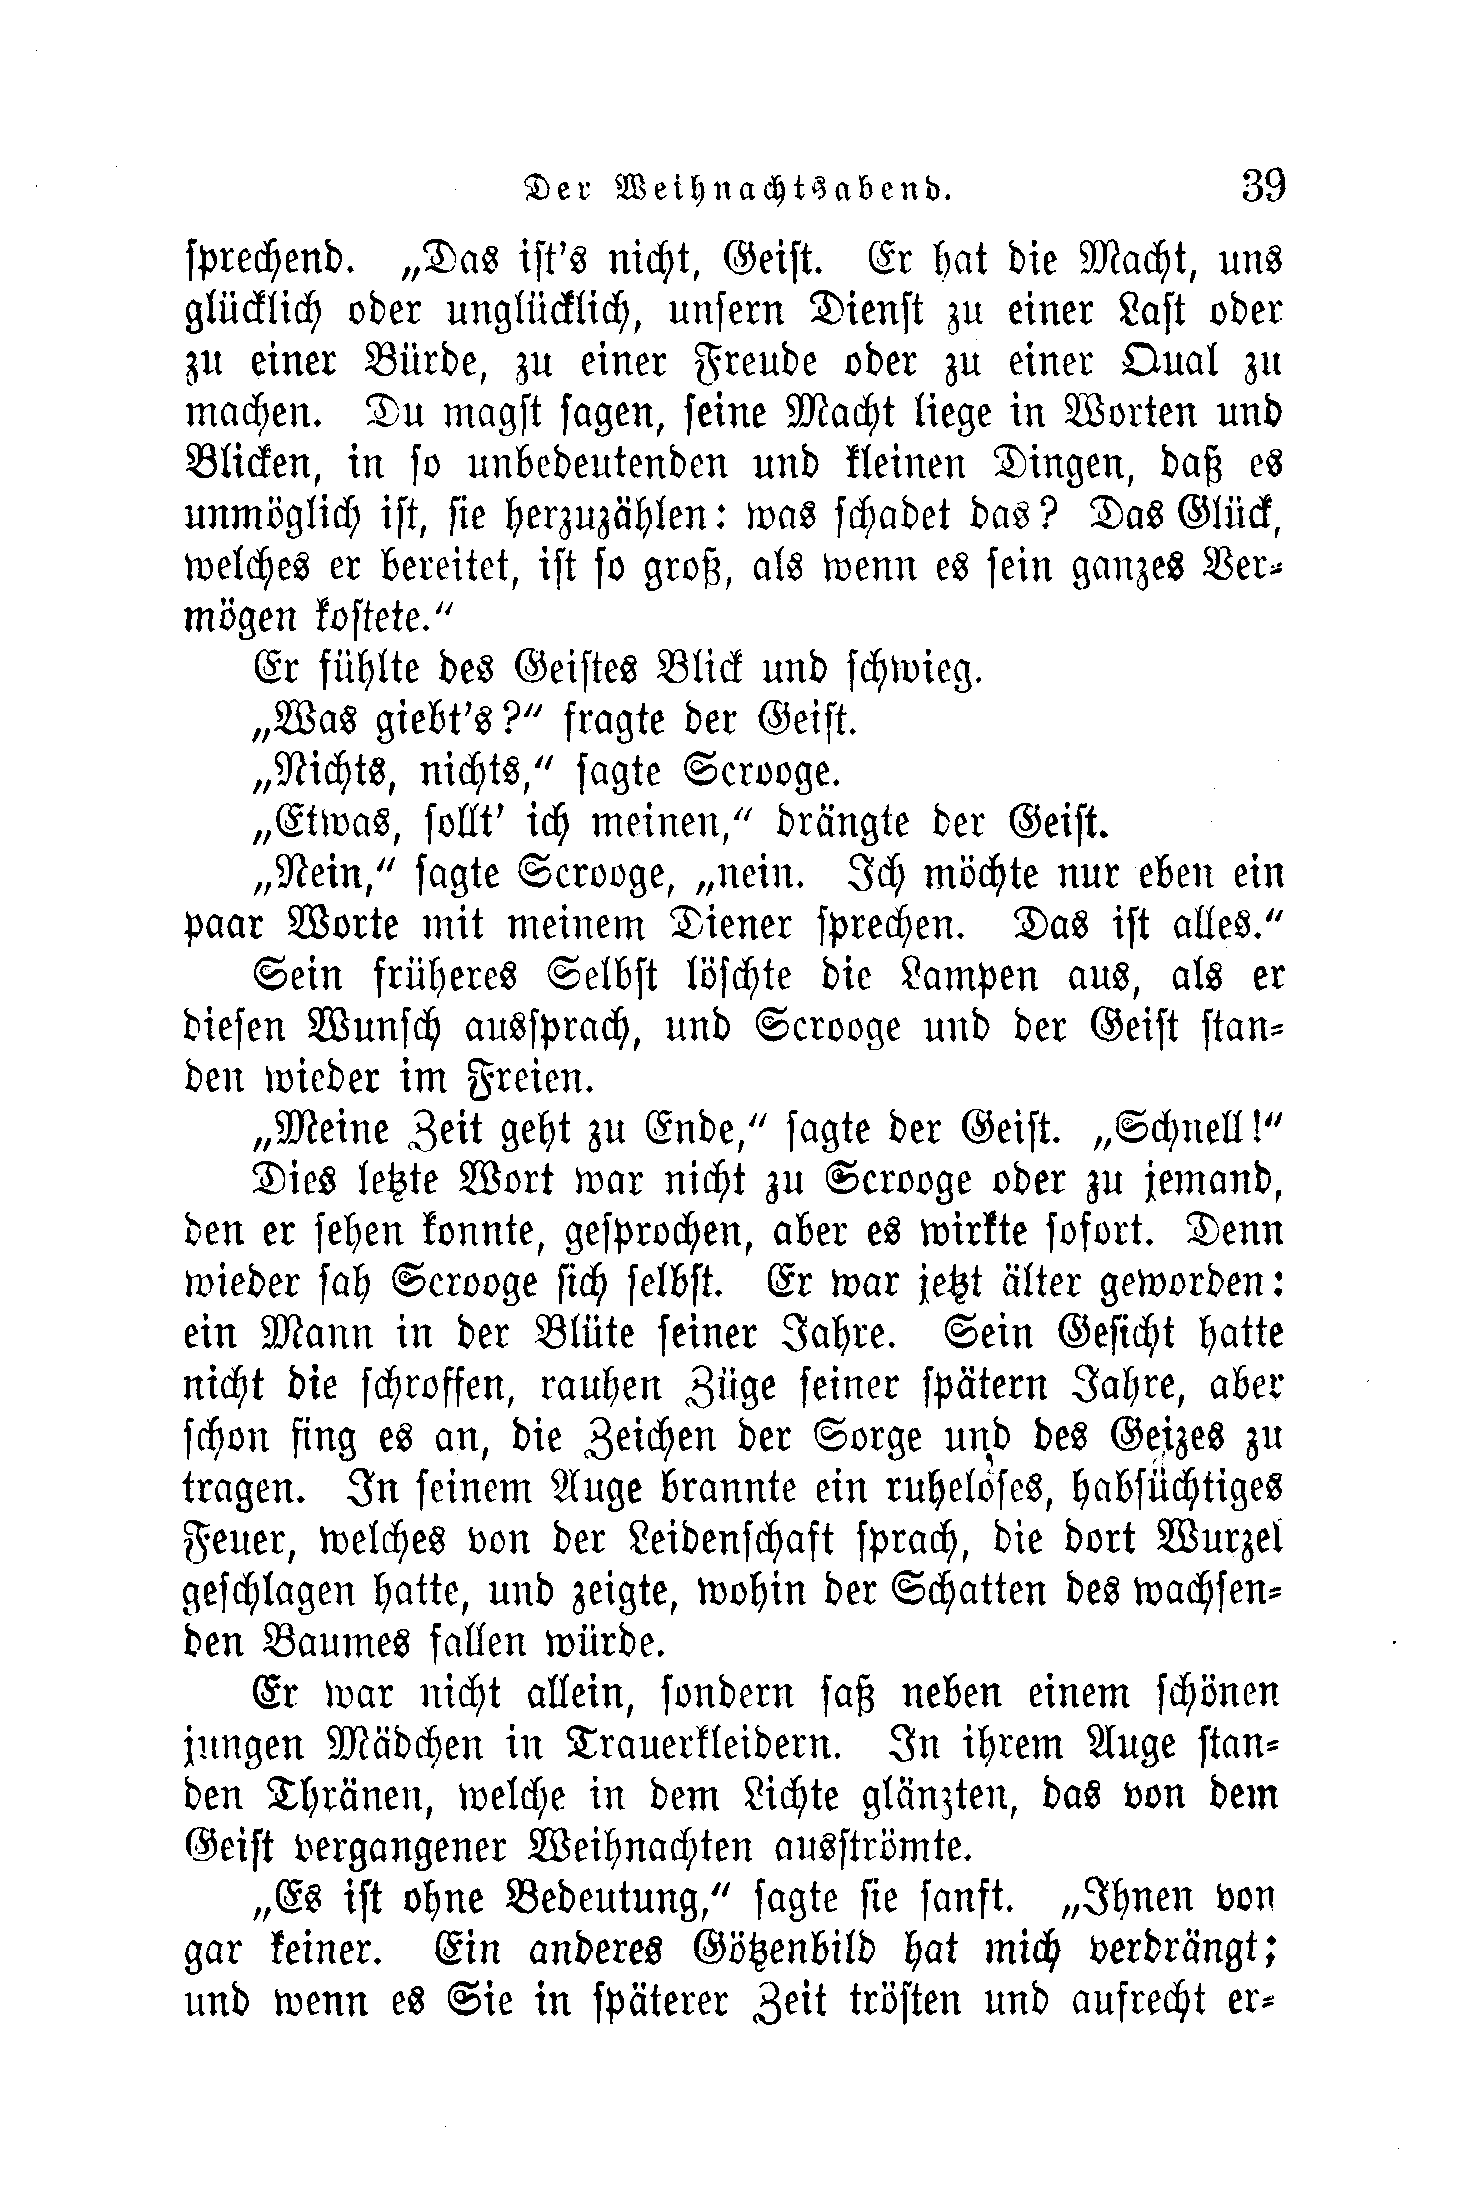 Der Weihnachtsabend. 39
sprechend. „Das ist's nicht, Geist. Er hat die Macht, uns
glücklich oder unglücklich, unsern Dienst zu einer Last oder
zu einer Bürde, zu einer Freude oder zu einer Qual zu
machen. Du magst sagen, seine Macht liege in Worten und
Blicken, in so unbedeutenden und kleinen Dingen, daß es
unmöglich ist, sie herzuzählen: was schadet das? Das Glück,
welches er bereitet, ist so groß, als wenn es sein ganzes Ver-
mögen kostete.“
Er fühlte des Geistes Blick und schwieg.
„Was giebt's?“ fragte der Geist.
„Nichts, nichts,“ sagte Scrooge.
„Etwas, sollt' ich meinen,“ drängte der Geist.
„Nein,“ sagte Scrooge, „nein. Ich möchte nur eben ein
paar Worte mit meinem Diener sprechen. Das ist alles.“
Sein früheres Selbst löschte die Lampen aus, als er
diesen Wunsch aussprach, und Scrooge und der Geist stan-
den wieder im Freien.
„Meine Zeit geht zu Ende,“ sagte der Geist. „Schnell!“
Dies letzte Wort war nicht zu Scrooge oder zu jemand,
den er sehen konnte, gesprochen, aber es wirkte sofort. Denn
wieder sah Scrooge sich selbst. Er war jetzt älter geworden:
ein Mann in der Blüte seiner Jahre. Sein Gesicht hatte
nicht die schroffen, rauhen Züge seiner spätern Jahre, aber
schon fing es an, die Zeichen der Sorge und des Geizes zu
tragen. In seinem Auge brannte ein ruheloses, habsüchtiges
Feuer, welches von der Leidenschaft sprach, die dort Wurzel
geschlagen hatte, und zeigte, wohin der Schatten des wachsen-
den Baumes fallen würde.
Er war nicht allein, sondern saß neben einem schönen
jungen Mädchen in Trauerkleidern. In ihrem Auge stan-
den Thränen, welche in dem Lichte glänzten, das von dem
Geist vergangener Weihnachten ausströmte.
„Es ist ohne Bedeutung,“ sagte sie sanft. „Ihnen von
gar keiner. Ein anderes Götzenbild hat mich verdrängt;
und wenn es Sie in späterer Zeit trösten und aufrecht er-